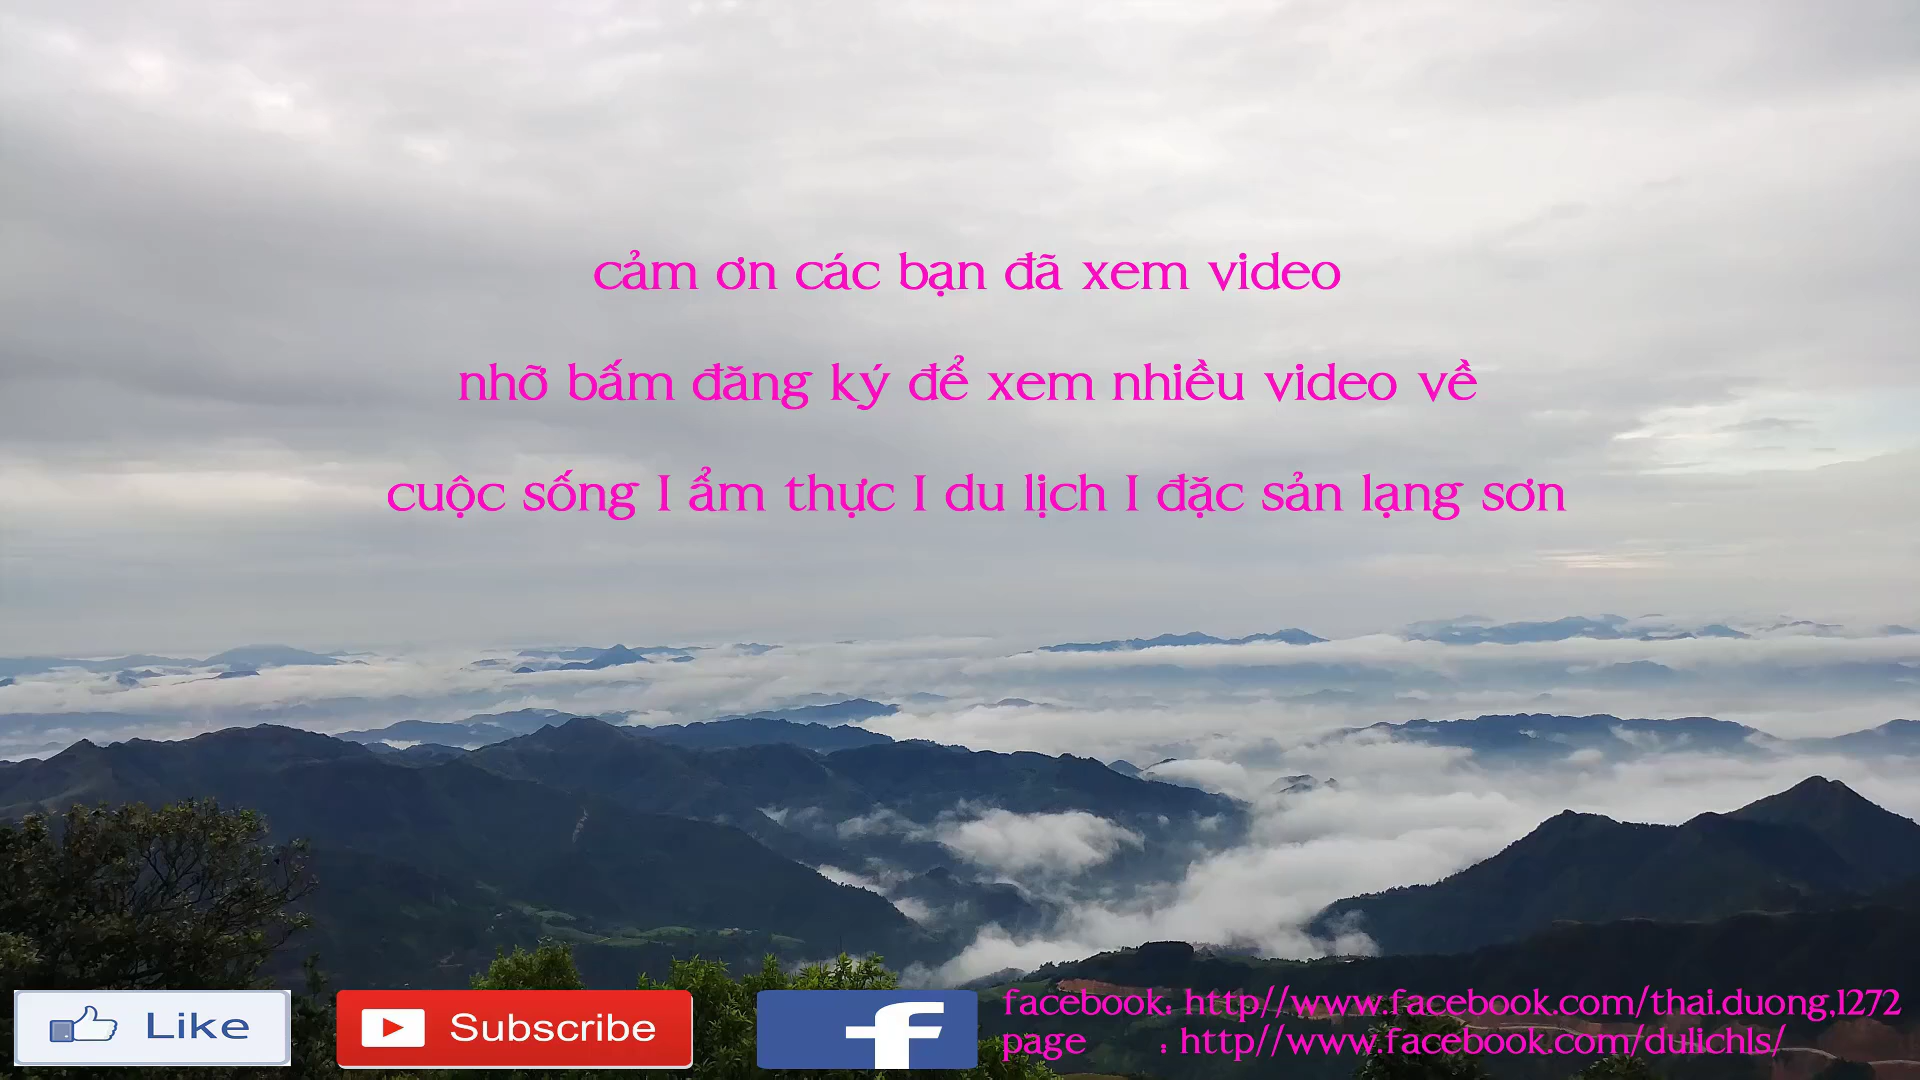 cảm ơn các bạn đã xem video
nhỡ bấm đăng ký để xem nhiều video về
cuộc sống I ẩm thực I du lịch I đặc sản lạng sơn
Like
Subscribe
f
facebook: http//www.facebook.com/thai.duong,1272
page : http//www.facebook.com/dulichls/